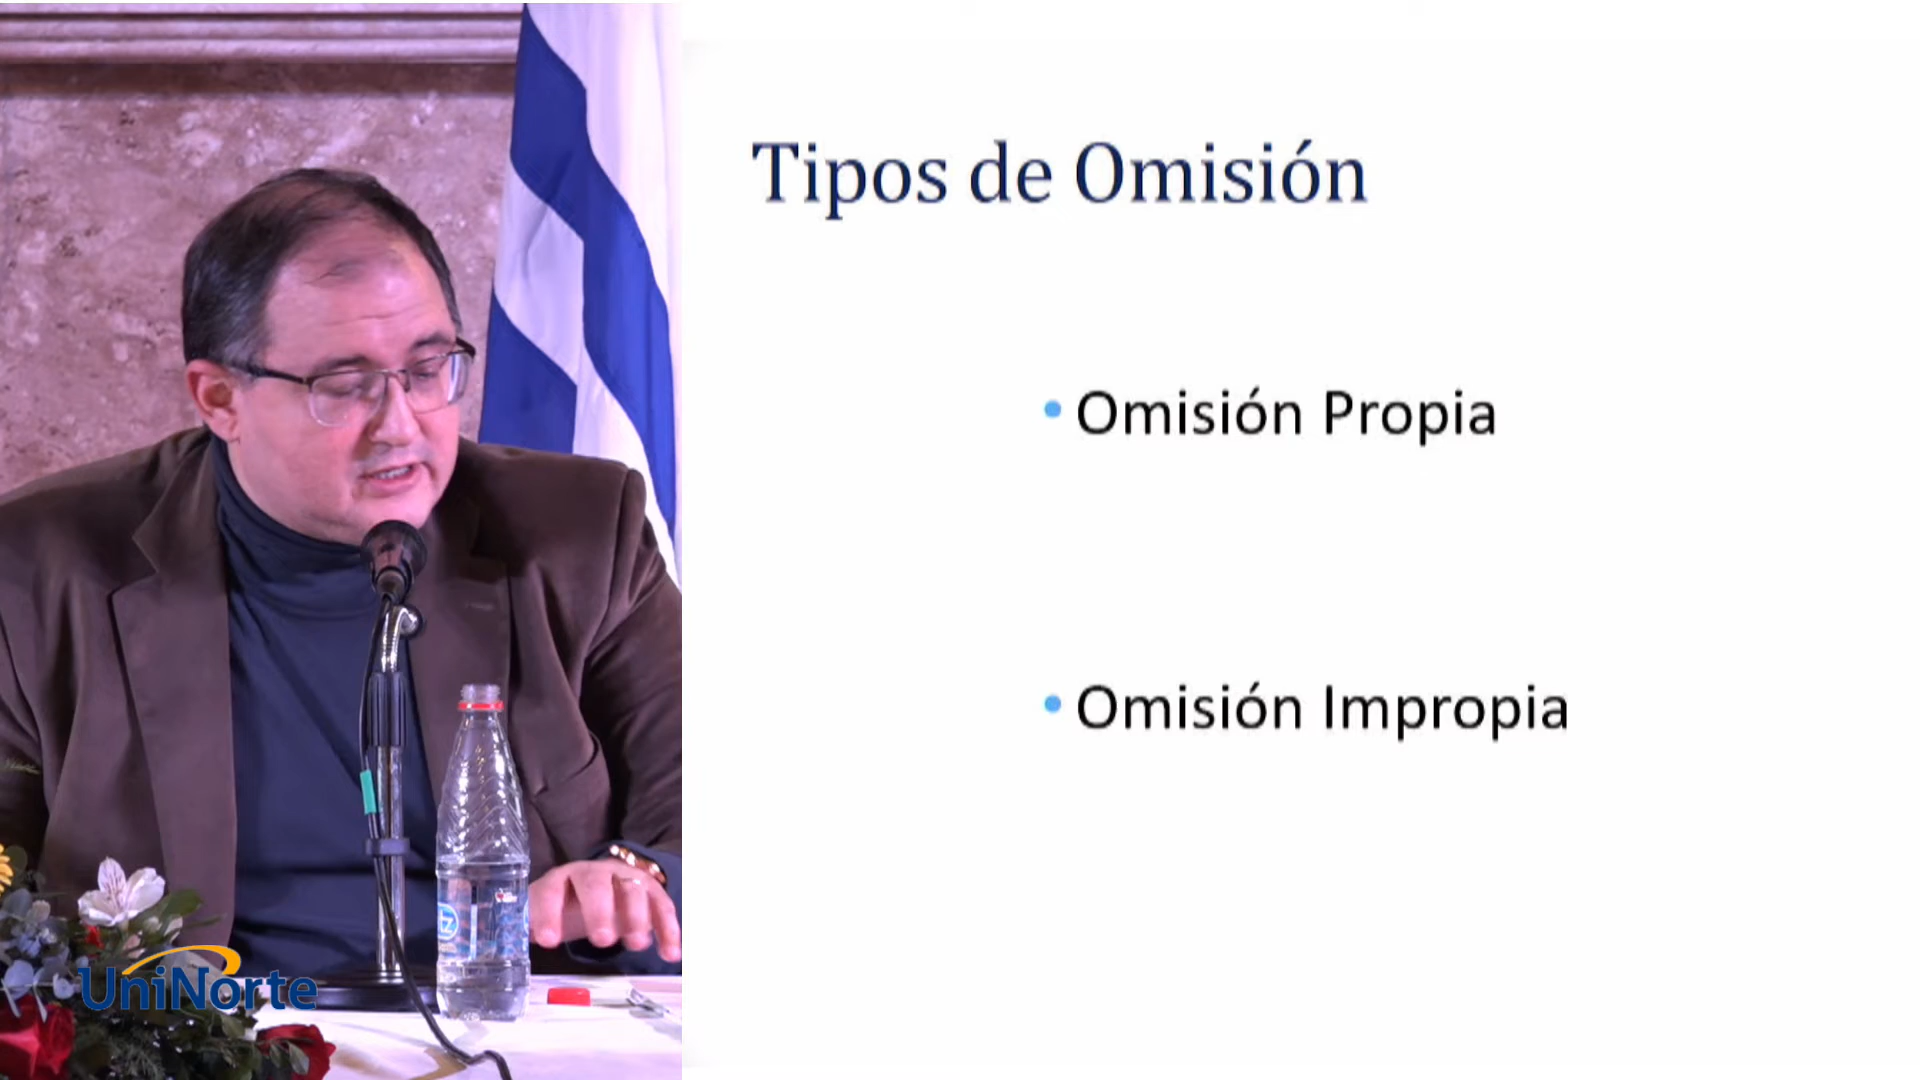 Tipos de Omisión
• Omisión Propia
• Omisión Impropia
UniNorte